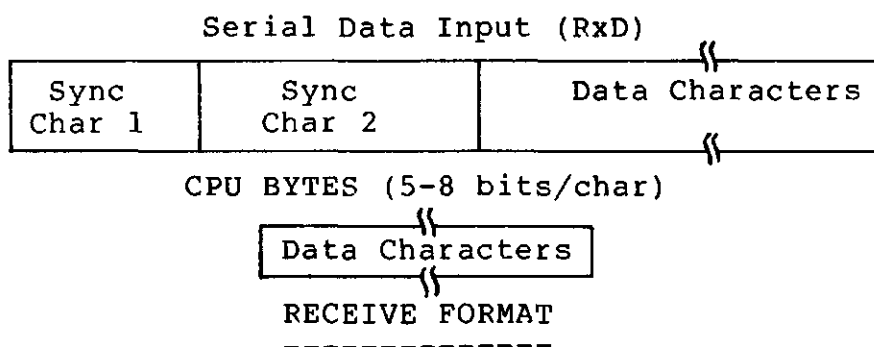 Serial Data Input (RxD)
Sync Char 1
Sync Char 2
Data Characters
CPU BYTES (5-8 bits/char)
Data Characters
RECEIVE FORMAT